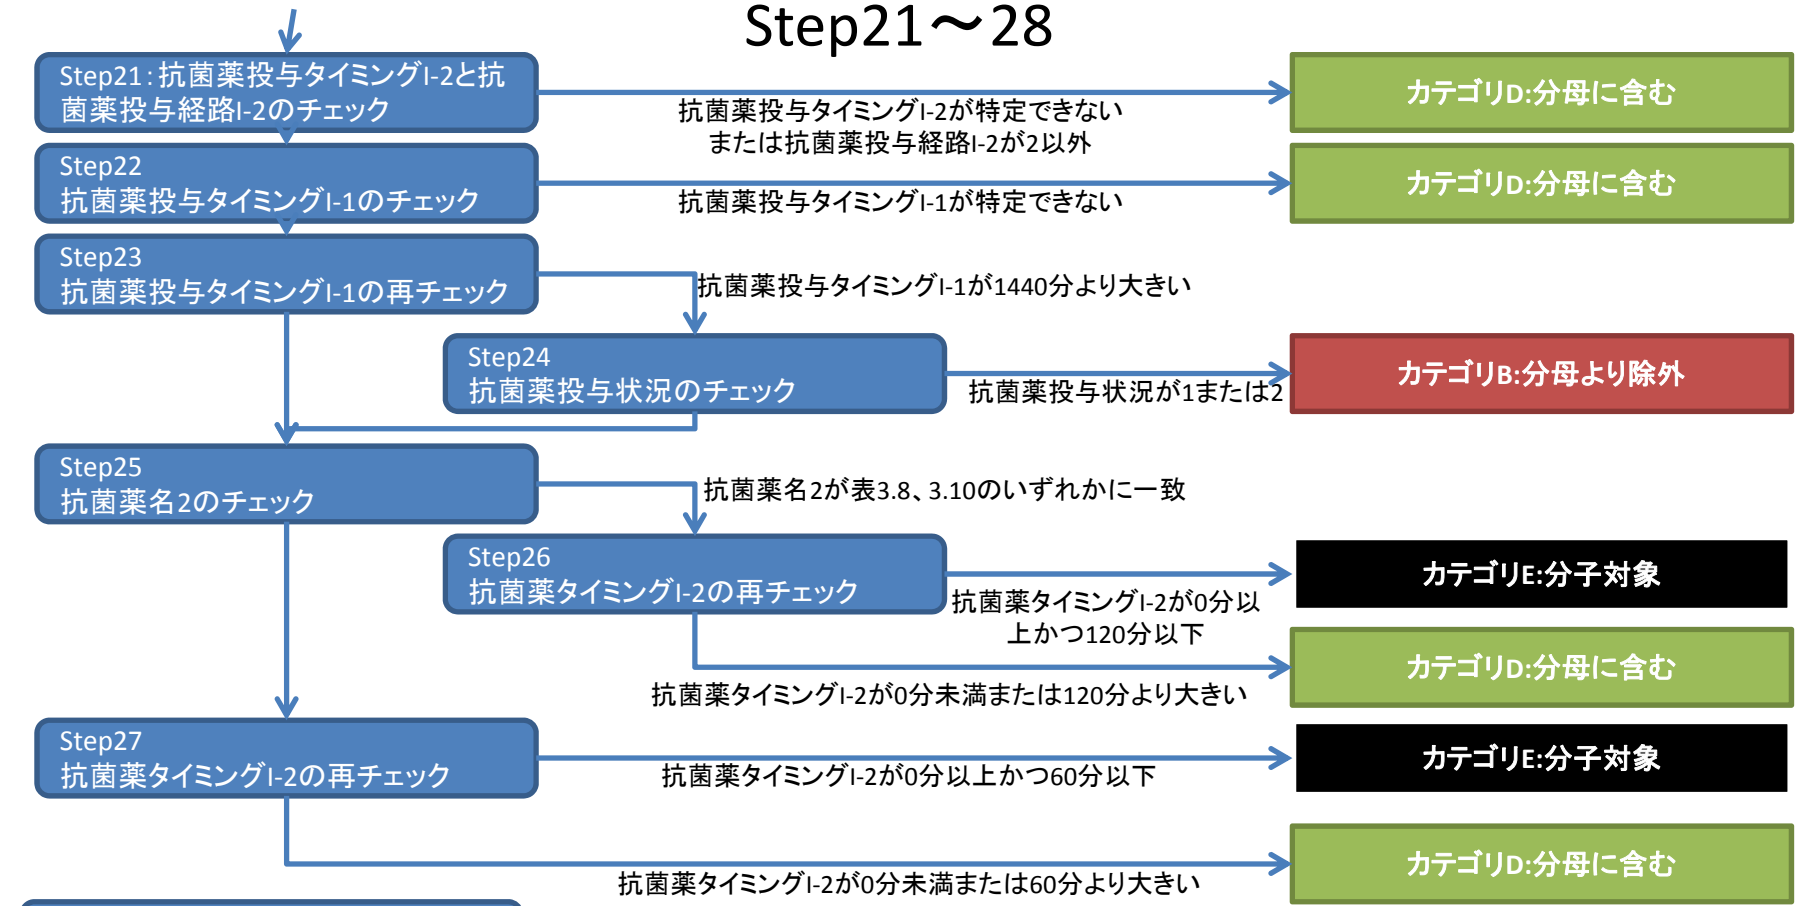 Step21～28
Step21：抗菌薬投与タイミングI-2と抗
菌薬投与経路I-2のチェック
抗菌薬投与タイミングI-2が特定できない
または抗菌薬投与経路I-2が2以外
カテゴリD:分母に含む
Step22
抗菌薬投与タイミングI-1のチェック
抗菌薬投与タイミングI-1が特定できない
カテゴリD:分母に含む
Step23
抗菌薬投与タイミングI-1の再チェック
抗菌薬投与タイミングI-1が1440分より大きい
Step24
抗菌薬投与状況のチェック
抗菌薬投与状況が1または2
カテゴリB:分母より除外
Step25
抗菌薬名2のチェック
抗菌薬名2が表3.8、3.10のいずれかに一致
Step26
抗菌薬タイミングI-2の再チェック
抗菌薬タイミングI-2が0分以
上かつ120分以下
カテゴリE:分子対象
抗菌薬タイミングI-2が0分未満または120分より大きい
カテゴリD:分母に含む
Step27
抗菌薬タイミングI-2の再チェック
抗菌薬タイミングI-2が0分以上かつ60分以下
カテゴリE:分子対象
抗菌薬タイミングI-2が0分未満または60分より大きい
カテゴリD:分母に含む